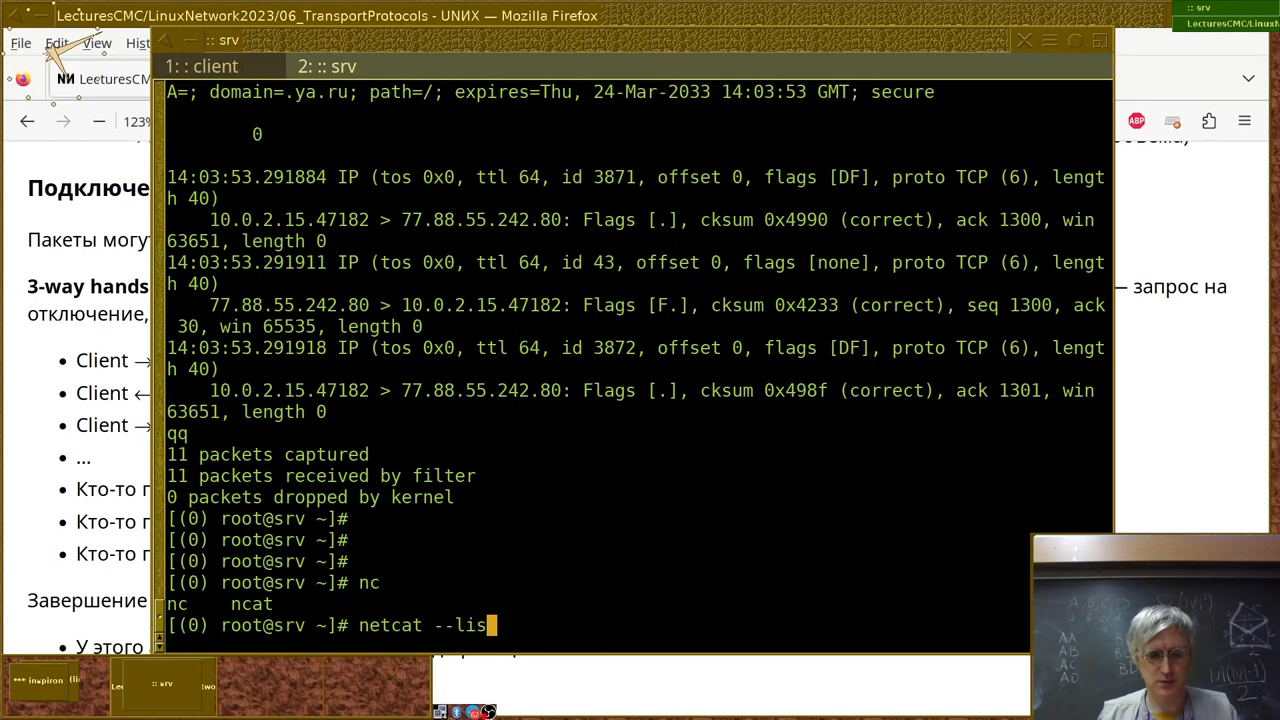 LecturesCMC/LinuxNetwork2023/06_TransportProtocols - UNИX — Mozilla Firefox
:: srv
LecturesCMC/LinuxN
File Edit View Hist
:: srv
LecturesCM
1: : client 2: :: srv
123%
ABP
A=; domain=.ya.ru; path=/; expires=Thu, 24-Mar-2033 14:03:53 GMT; secure
0
14:03:53.291884 IP (tos 0x0, ttl 64, id 3871, offset 0, flags [DF], proto TCP (6), lengt
h 40)
10.0.2.15.47182 > 77.88.55.242.80: Flags [.], cksum 0x4990 (correct), ack 1300, win
63651, length 0
14:03:53.291911 IP (tos 0x0, ttl 64, id 43, offset 0, flags [none], proto TCP (6), lengt
h 40)
77.88.55.242.80 > 10.0.2.15.47182: Flags [F.], cksum 0x4233 (correct), seq 1300, ack
30, win 65535, length 0
14:03:53.291918 IP (tos 0x0, ttl 64, id 3872, offset 0, flags [DF], proto TCP (6), lengt
h 40)
10.0.2.15.47182 > 77.88.55.242.80: Flags [.], cksum 0x498f (correct), ack 1301, win
63651, length 0
qq
11 packets captured
11 packets received by filter
0 packets dropped by kernel
[(0) root@srv ~]#
[(0) root@srv ~]#
[(0) root@srv ~]#
[(0) root@srv ~]# nc
nc ncat
[(0) root@srv ~]# netcat --lis
Подключе
Пакеты могут
3-way hands
— запрос на
отключение,
Client →
Client ←
Client →
...
Кто-то п
Кто-то п
Кто-то п
Завершение
У этого
*** inspiron (li
:: srv